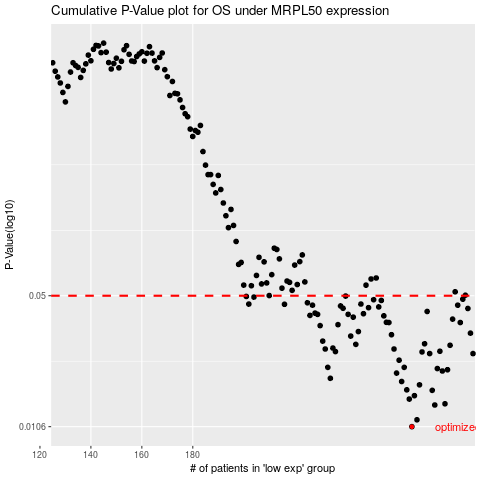 Cumulative P-Value plot for OS under MRPL50 expression
P-Value(log10)
0.05
0.0106
optimize
120 140 160 180
# of patients in 'low exp' group